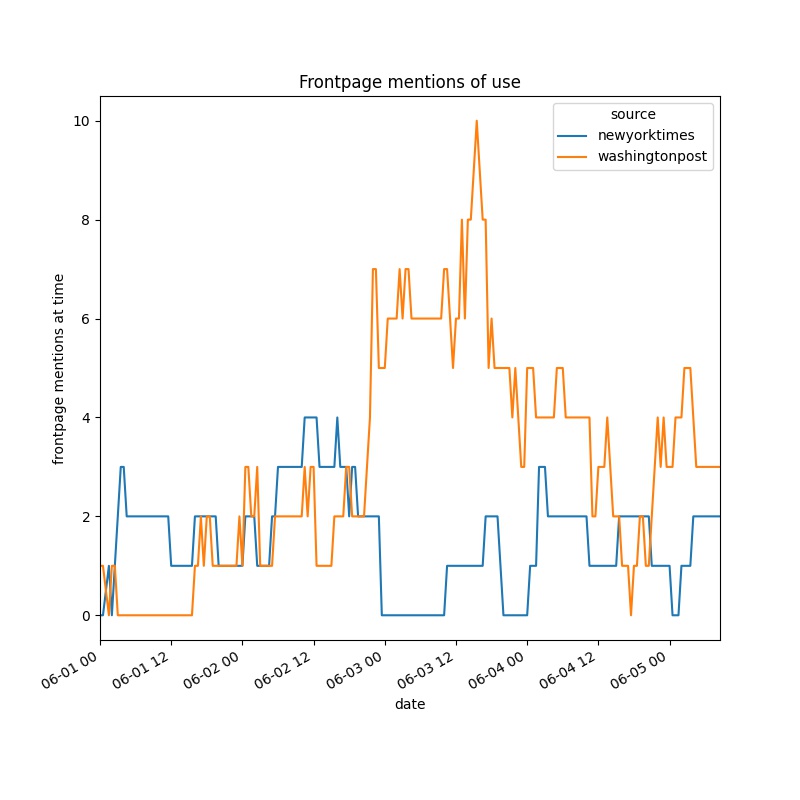 Frontpage mentions of use
source
newyorktimes
washingtonpost
10
8
6
4
2
0
frontpage mentions at time
06-01 00
06-01 12
06-02 00
06-02 12
06-03 00
06-03 12
06-04 00
06-04 12
06-05 00
date